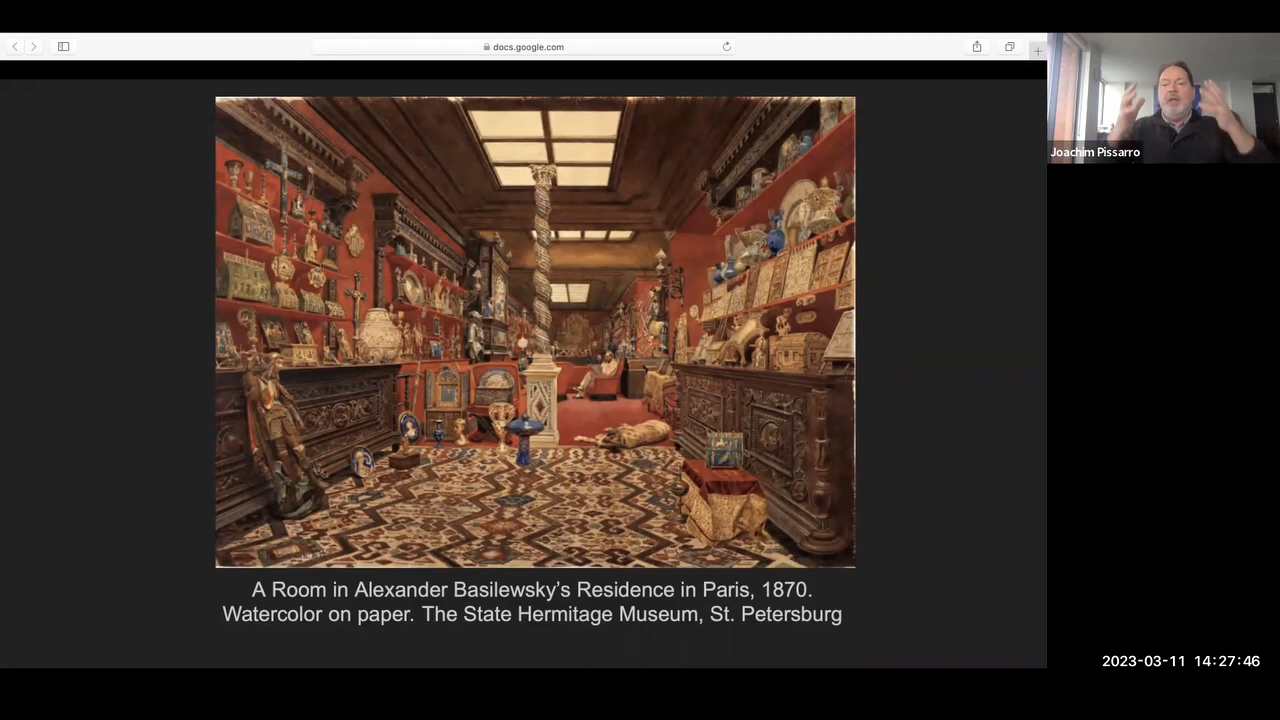 docs.google.com
Joachim Pissarro
A Room in Alexander Basilewsky’s Residence in Paris, 1870.
Watercolor on paper. The State Hermitage Museum, St. Petersburg
2023-03-11 14:27:46